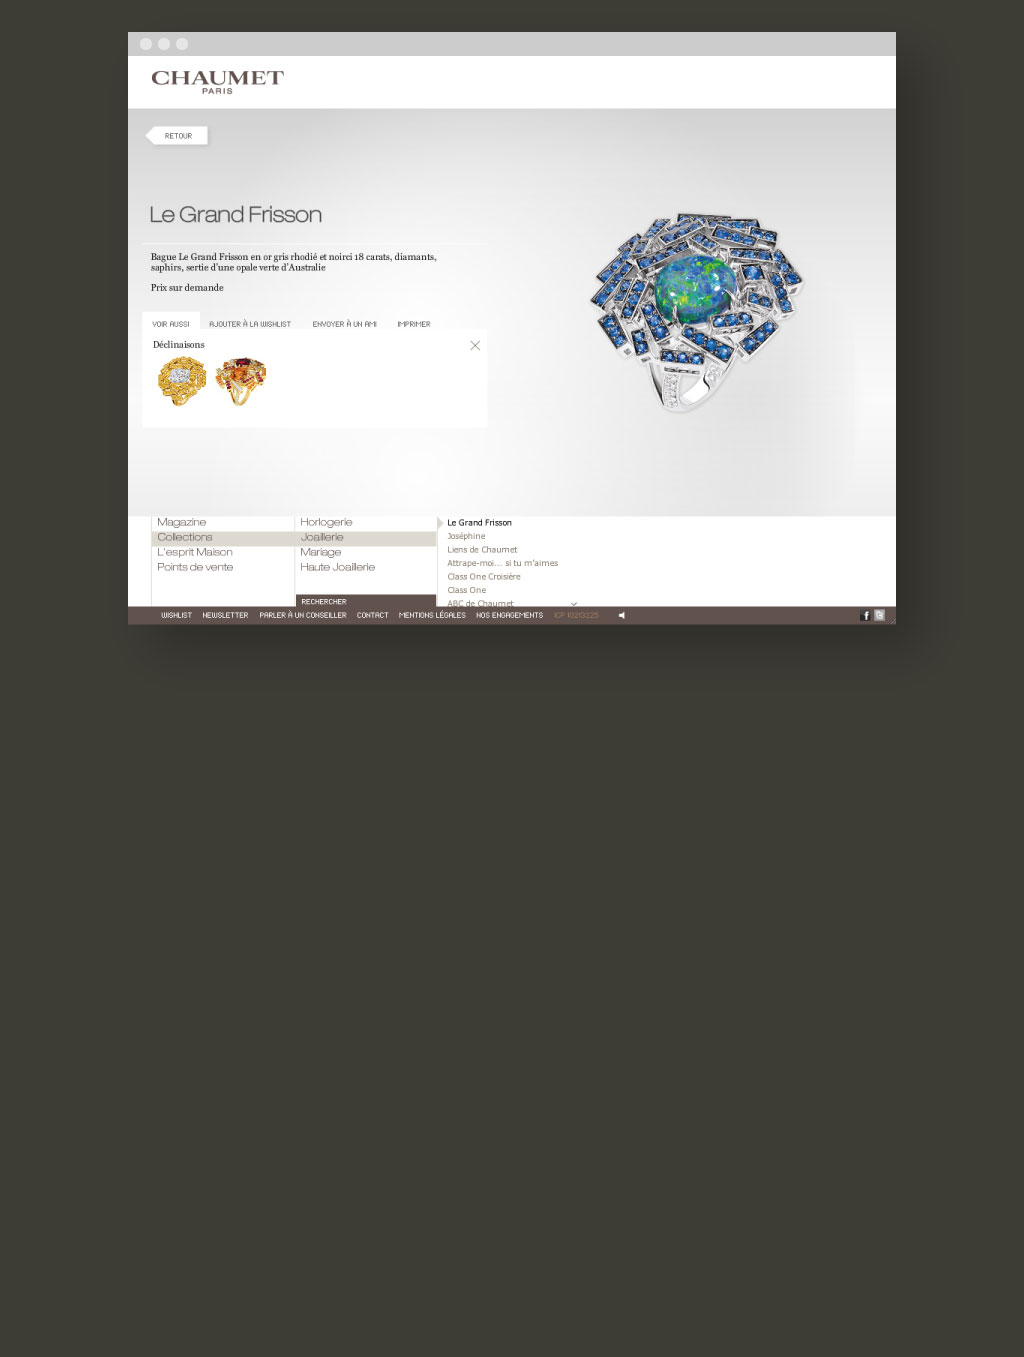 CHAUMET
PARIS
RETOUR
Le Grand Frisson
Bague Le Grand Frisson en or gris rhodié et noirci 18 carats, diamants,
saphirs, sertie d'une opale verte d'Australie
Prix sur demande
VOIR AUSSI AJOUTER À LA WISHLIST ENVOYER À UN AMI IMPRIMER
Déclinaisons
Magazine
Collections
L'esprit Maison
Points de vente
Horlogerie
Joaillerie
Mariage
Haute Joaillerie
RECHERCHER
Le Grand Frisson
Joséphine
Liens de Chaumet
Attrape-moi... si tu m'aimes
Class One Croisière
Class One
ABC de Chaumet
WISHLIST NEWSLETTER PARLER À UN CONSEILLER CONTACT MENTIONS LÉGALES NOS ENGAGEMENTS ICP